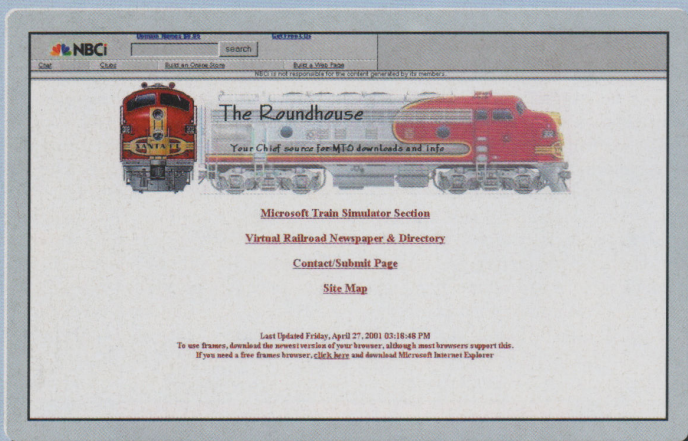 Domain Names $9.95 Get Free LDs
NBCi search
Chat Clubs Build an Online Store Build a Web Page
NBCi is not responsible for the content generated by its members.
The Roundhouse
Your Chief source for MTO downloads and info
SANTA FE
Microsoft Train Simulator Section
Virtual Railroad Newspaper & Directory
Contact/Submit Page
Site Map
Last Updated Friday, April 27, 2001 03:18:48 PM
To use frames, download the newest version of your browser, although most browsers support this.
If you need a free frames browser, click here and download Microsoft Internet Explorer